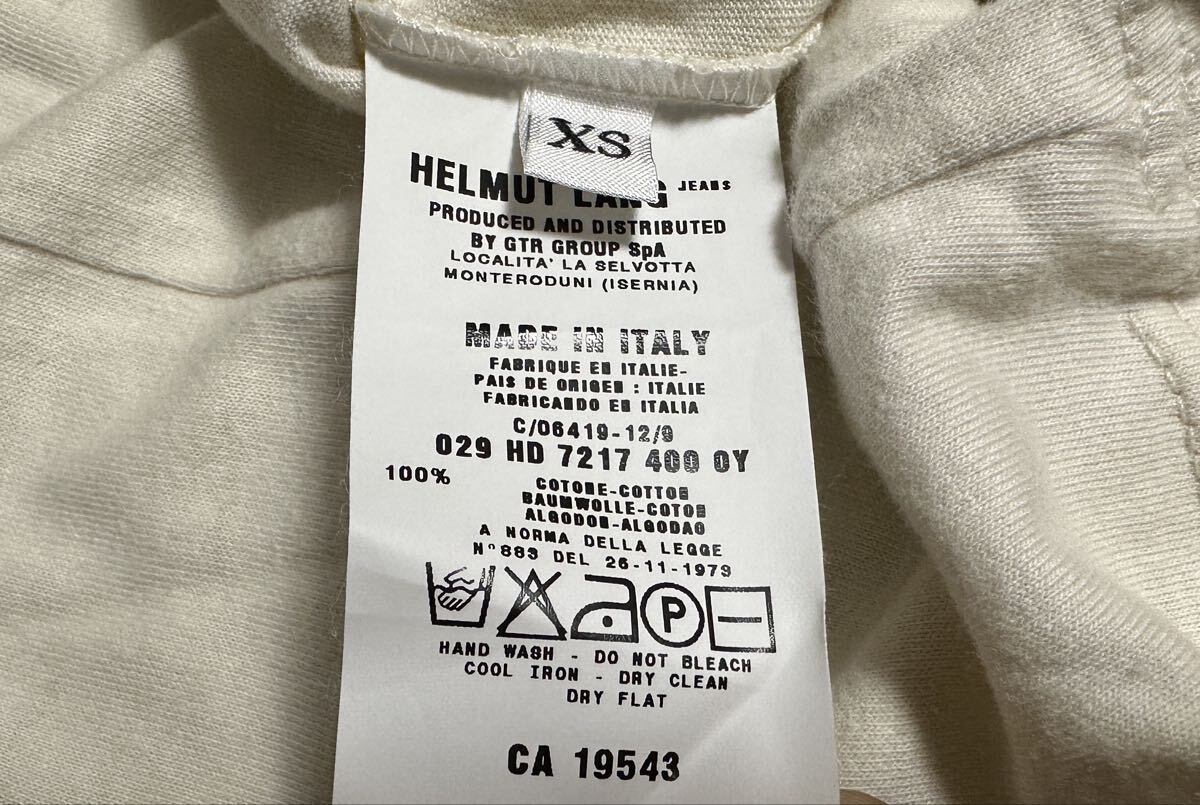 XS
HELMUT LANG JEANS
PRODUCED AND DISTRIBUTED
BY GTR GROUP SpA
LOCALITA' LA SELVOTTA
MONTERODUNI (ISERNIA)
MADE IN ITALY
FABRIQUE EN ITALIE-
PAIS DE ORIGEN : ITALIE
FABRICANDO EN ITALIA
C/06419-12/9
029 HD 7217 400 0Y
100%
COTONE-COTTON
BAUMWOLLE-COTON
ALGODON-ALGODAO
A NORMA DELLA LEGGE
N° 883 DEL 26-11-1973
P
HAND WASH - DO NOT BLEACH
COOL IRON - DRY CLEAN
DRY FLAT
CA 19543